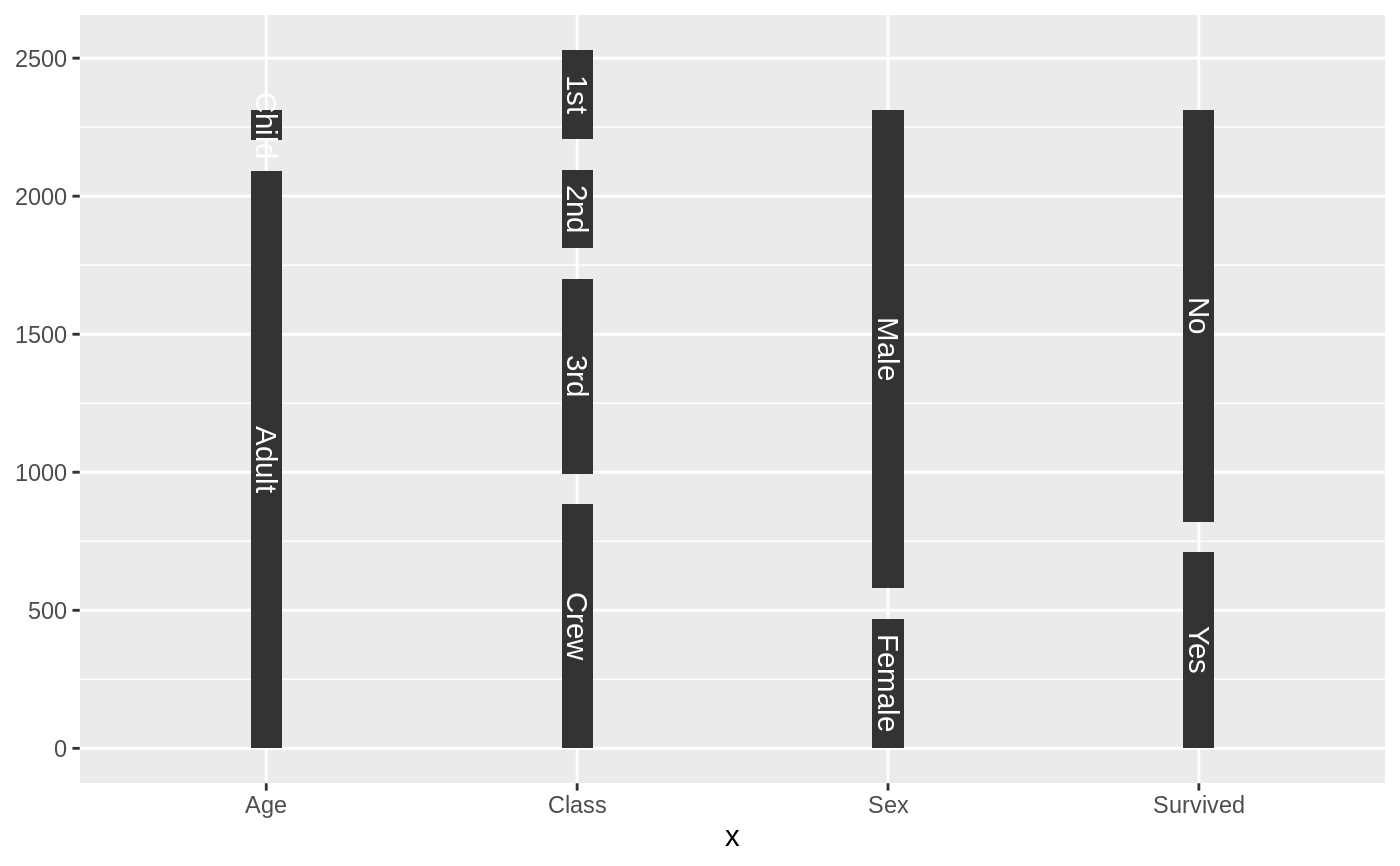 2500
2000
1500
1000
500
0
Child
Adult
1st
2nd
3rd
Crew
Male
Female
No
Yes
Age Class Sex Survived
x